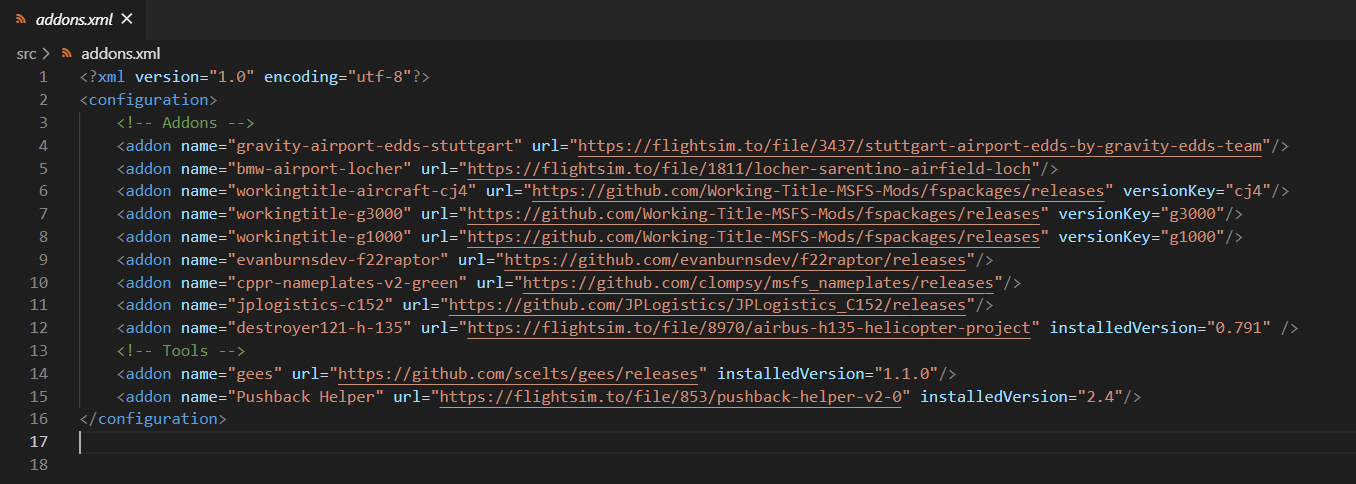 addons.xml
src > addons.xml
1 <?xml version="1.0" encoding="utf-8"?>
2 <configuration>
3 <!-- Addons -->
4 <addon name="gravity-airport-edds-stuttgart" url="https://flightsim.to/file/3437/stuttgart-airport-edds-by-gravity-edds-team"/>
5 <addon name="bmw-airport-locher" url="https://flightsim.to/file/1811/locher-sarentino-airfield-loch"/>
6 <addon name="workingtitle-aircraft-cj4" url="https://github.com/Working-Title-MSFS-Mods/fspackages/releases" versionKey="cj4"/>
7 <addon name="workingtitle-g3000" url="https://github.com/Working-Title-MSFS-Mods/fspackages/releases" versionKey="g3000"/>
8 <addon name="workingtitle-g1000" url="https://github.com/Working-Title-MSFS-Mods/fspackages/releases" versionKey="g1000"/>
9 <addon name="evanburnsdev-f22raptor" url="https://github.com/evanburnsdev/f22raptor/releases"/>
10 <addon name="cppr-nameplates-v2-green" url="https://github.com/clompsy/msfs_nameplates/releases"/>
11 <addon name="jplogistics-c152" url="https://github.com/JPLogistics/JPLogistics_C152/releases"/>
12 <addon name="destroyer121-h-135" url="https://flightsim.to/file/8970/airbus-h135-helicopter-project" installedVersion="0.791" />
13 <!-- Tools -->
14 <addon name="gees" url="https://github.com/scelts/gees/releases" installedVersion="1.1.0"/>
15 <addon name="Pushback Helper" url="https://flightsim.to/file/853/pushback-helper-v2-0" installedVersion="2.4"/>
16 </configuration>
17
18